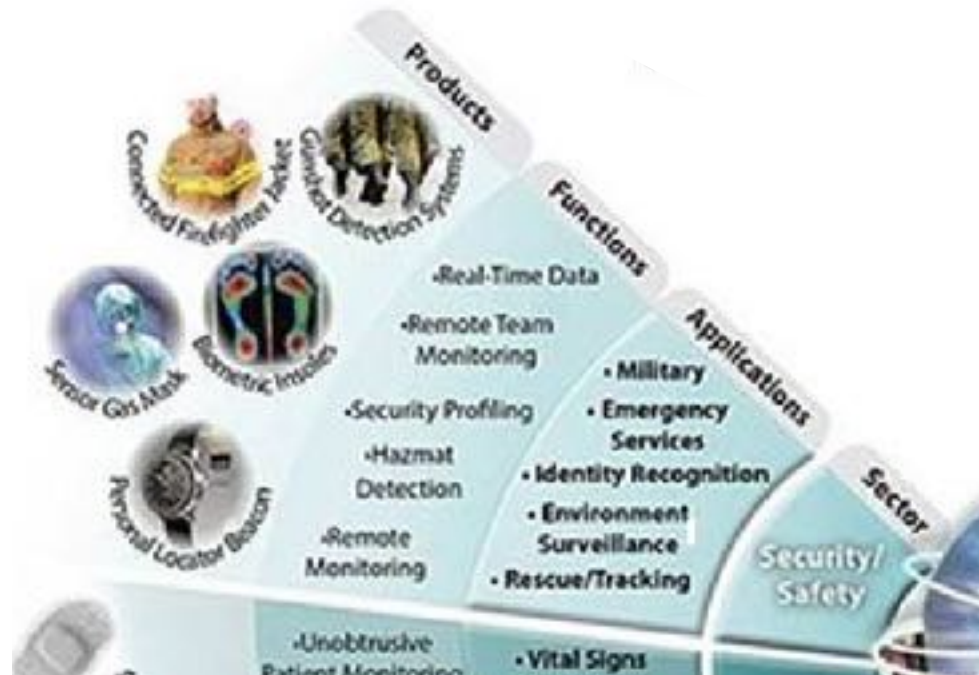 Products
Connected Firefighter Jacket
Gunshot Detection Systems
Sensor Gas Mask
Biometric Insoles
Personal Locator Beacon
Functions
•Real-Time Data
•Remote Team
Monitoring
•Security Profiling
•Hazmat
Detection
•Remote
Monitoring
Applications
• Military
• Emergency
Services
• Identity Recognition
• Environment
Surveillance
• Rescue/Tracking
Sector
Security/
Safety
•Unobtrusive
Patient Monitoring
• Vital Signs